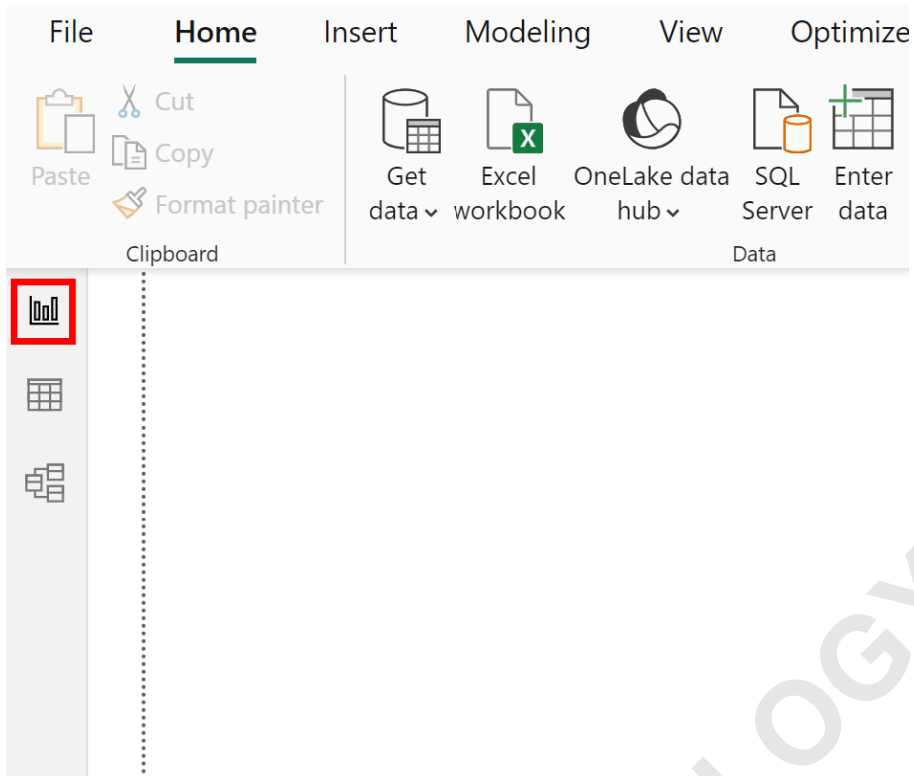 File Home Insert Modeling View Optimize
Cut
Copy
Paste
Format painter
Get data
Excel workbook
OneLake data hub
SQL Server
Enter data
Clipboard
Data
X
LOGY